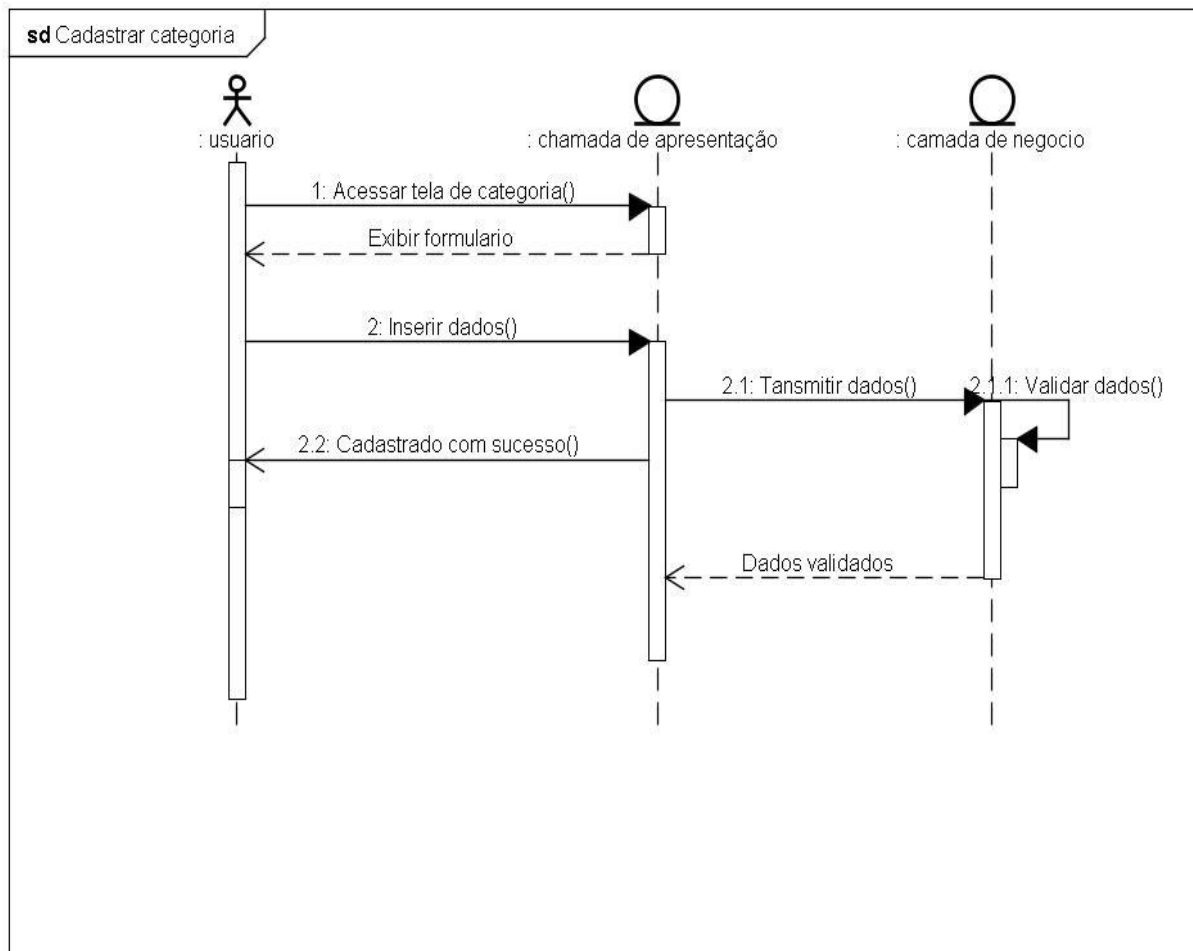 sd Cadastrar categoria
: usuario
: chamada de apresentação
: camada de negocio
1: Acessar tela de categoria()
Exibir formulario
2: Inserir dados()
2.1: Tansmitir dados()
2.1.1: Validar dados()
2.2: Cadastrado com sucesso()
Dados validados